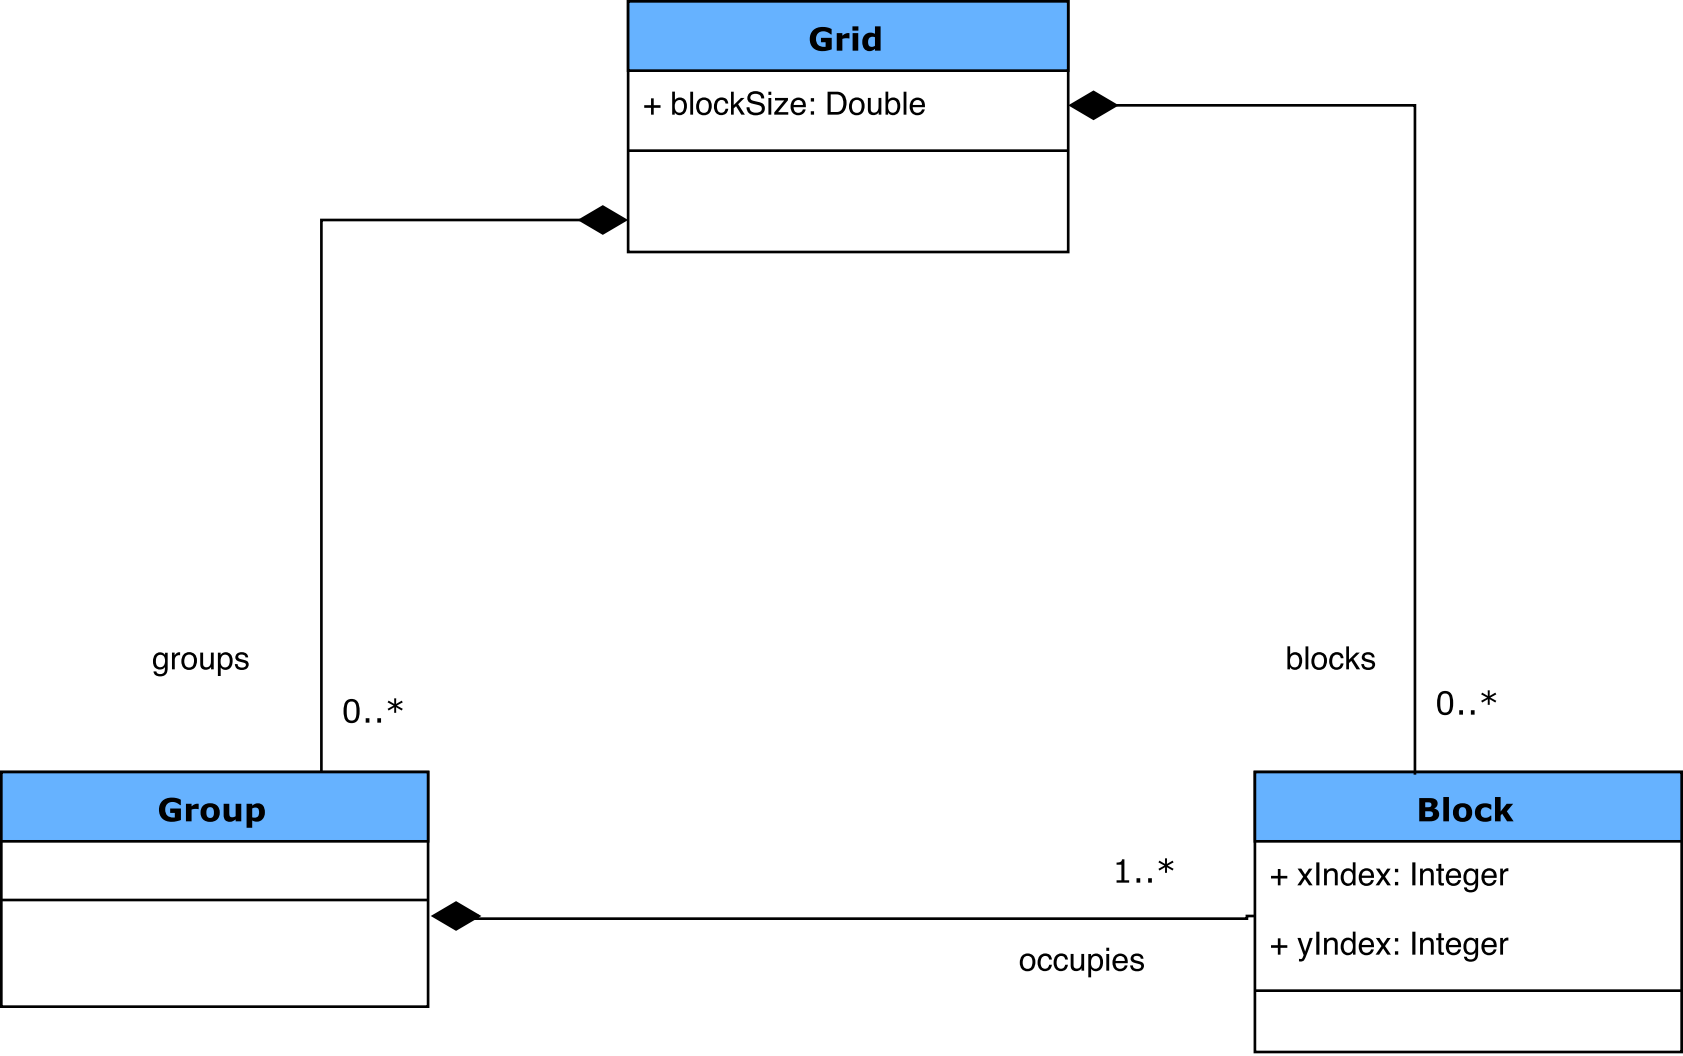 Grid
+ blockSize: Double
groups
0..*
blocks
0..*
Group
1..*
occupies
Block
+ xIndex: Integer
+ yIndex: Integer